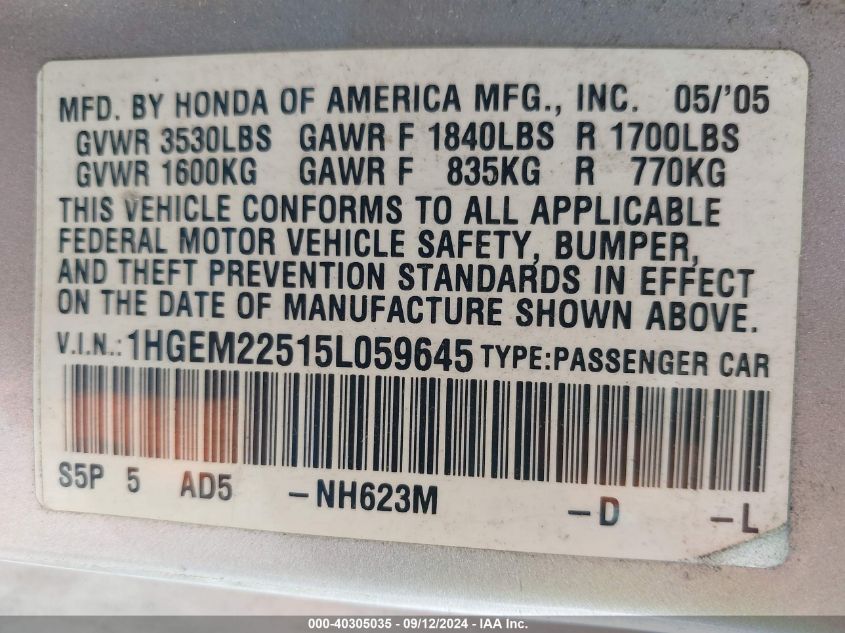 MFD. BY HONDA OF AMERICA MFG., INC. 05/'05
GVWR 3530LBS GAWR F 1840LBS R 1700LBS
GVWR 1600KG GAWR F 835KG R 770KG
THIS VEHICLE CONFORMS TO ALL APPLICABLE
FEDERAL MOTOR VEHICLE SAFETY, BUMPER,
AND THEFT PREVENTION STANDARDS IN EFFECT
ON THE DATE OF MANUFACTURE SHOWN ABOVE.
V.I.N.: 1HGEM22515L059645 TYPE:PASSENGER CAR
S5P 5 AD5 -NH623M -D -L
000-40305035 - 09/12/2024 - IAA Inc.